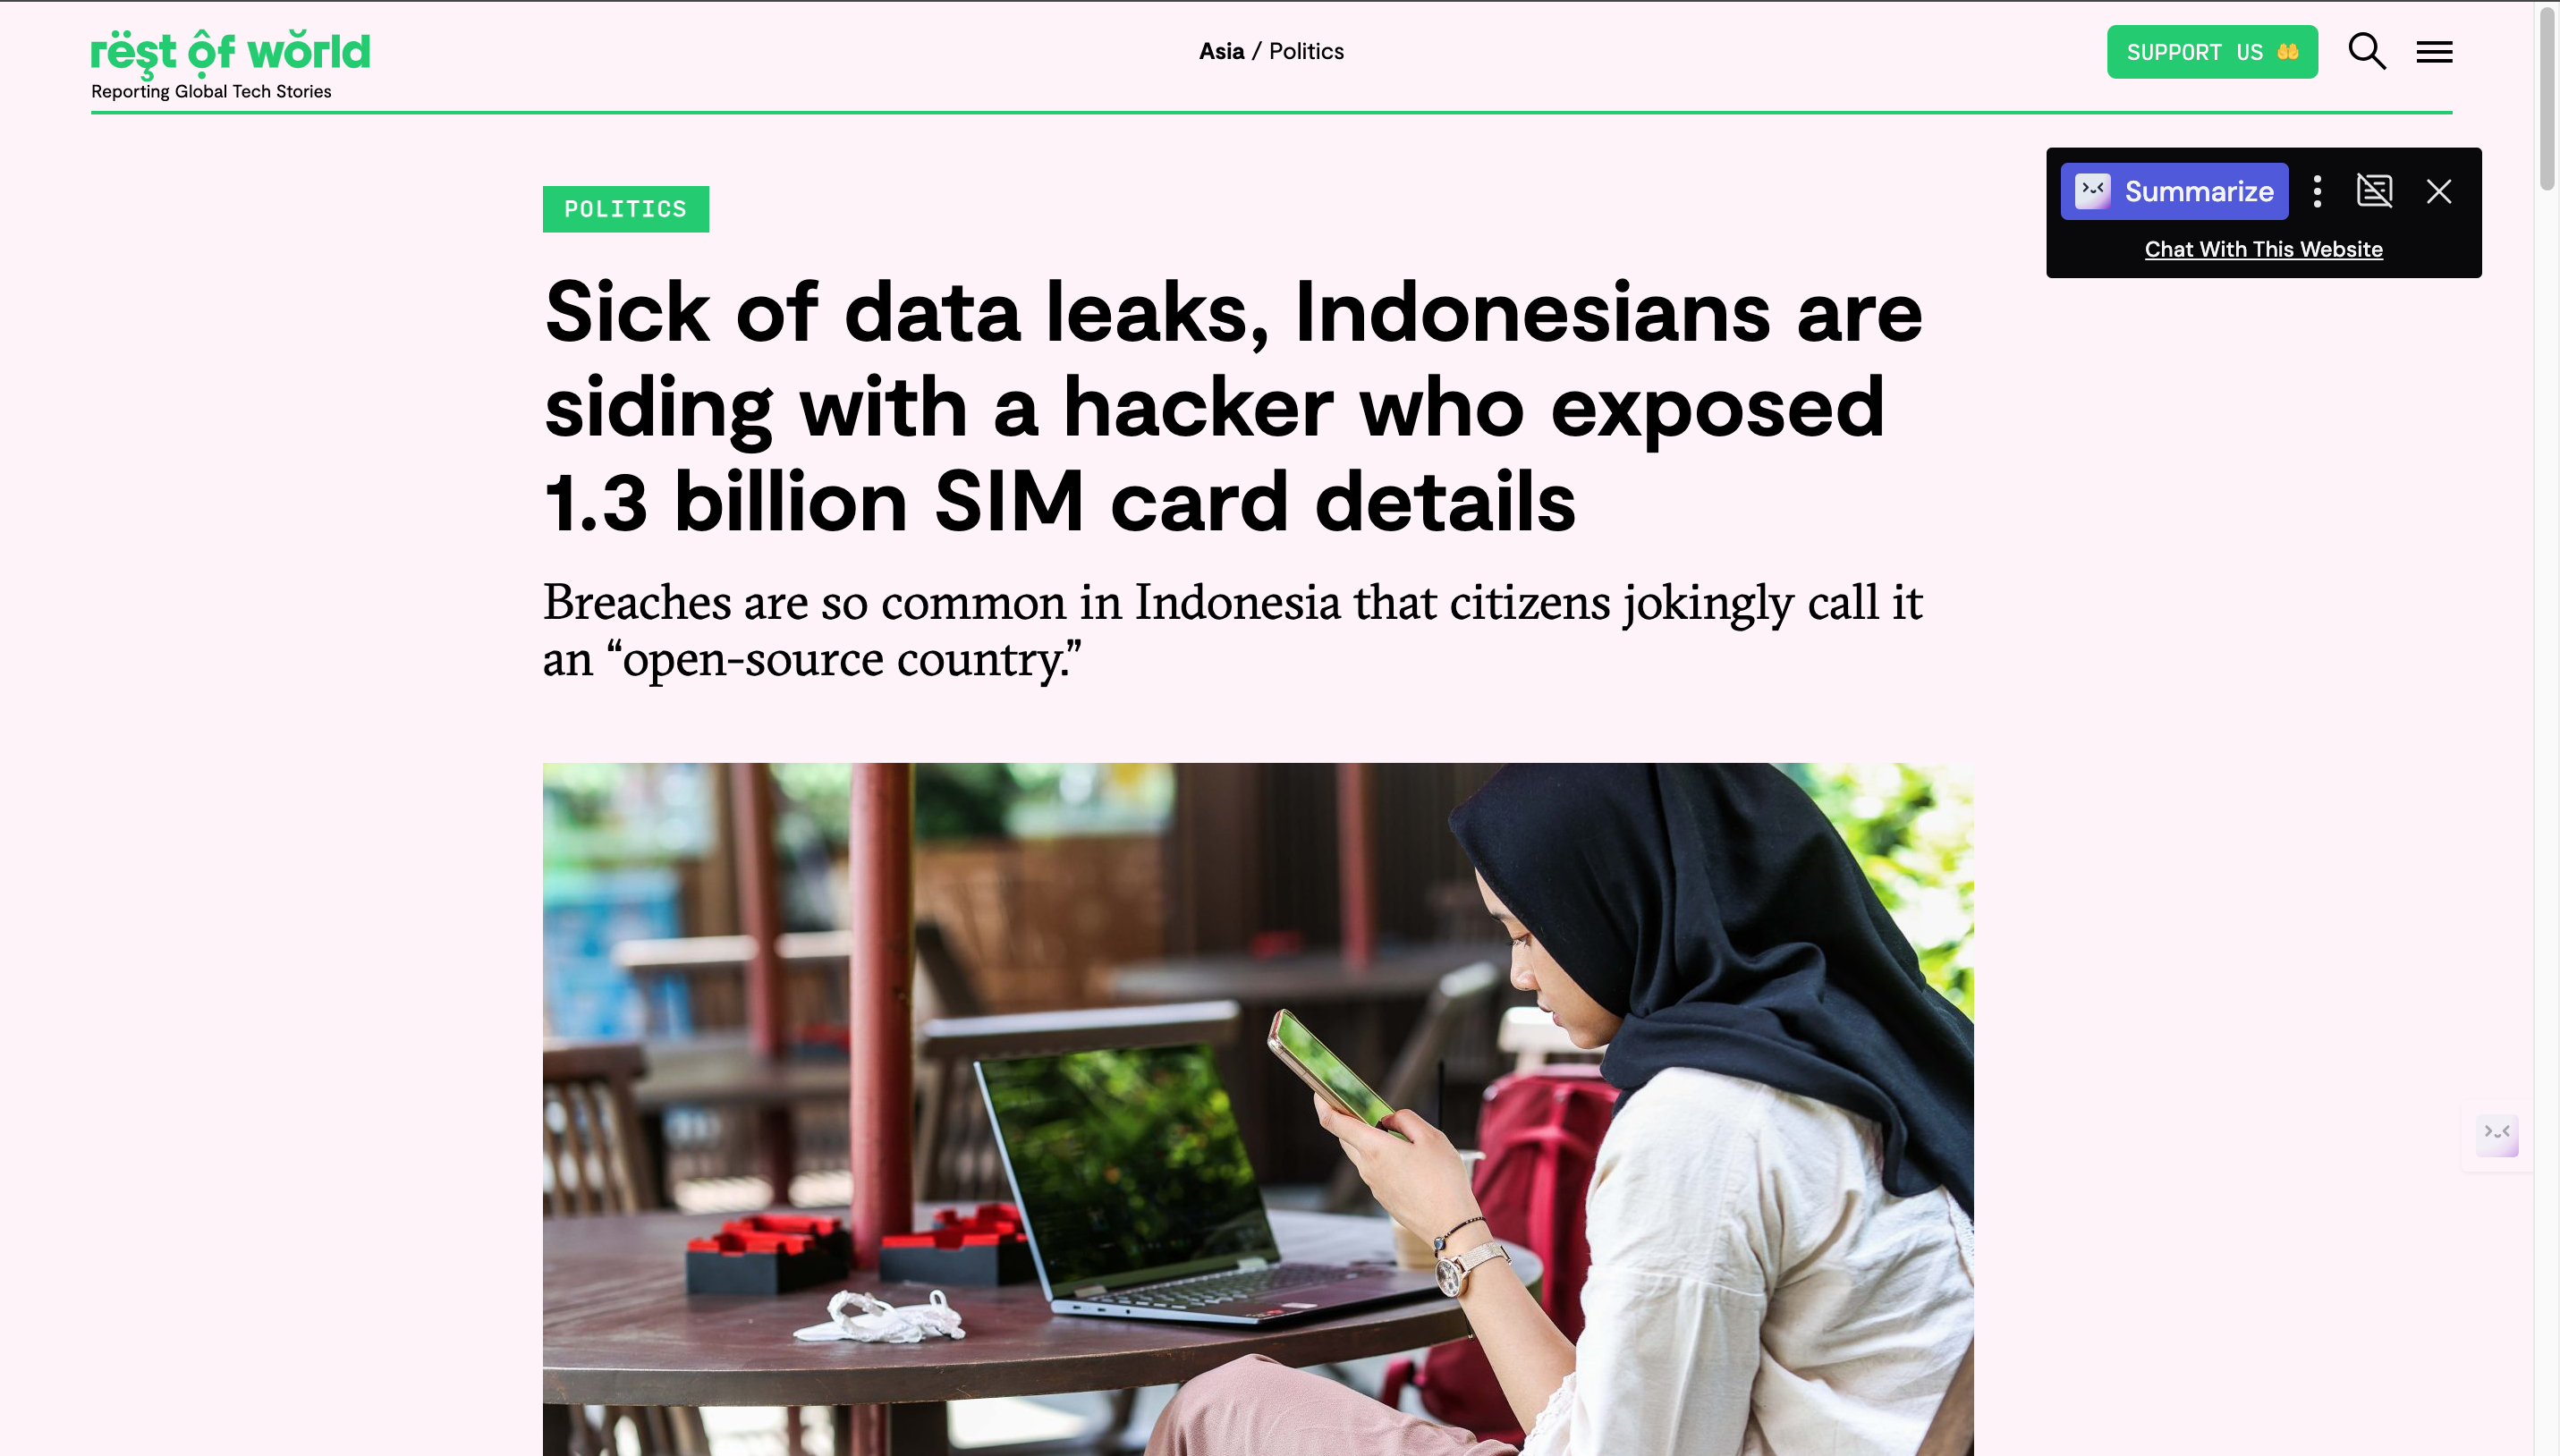 rëşt ộf wŏrld
Reporting Global Tech Stories
Asia / Politics
SUPPORT US
Summarize
Chat With This Website
POLITICS
Sick of data leaks, Indonesians are
siding with a hacker who exposed
1.3 billion SIM card details
Breaches are so common in Indonesia that citizens jokingly call it
an “open-source country.”